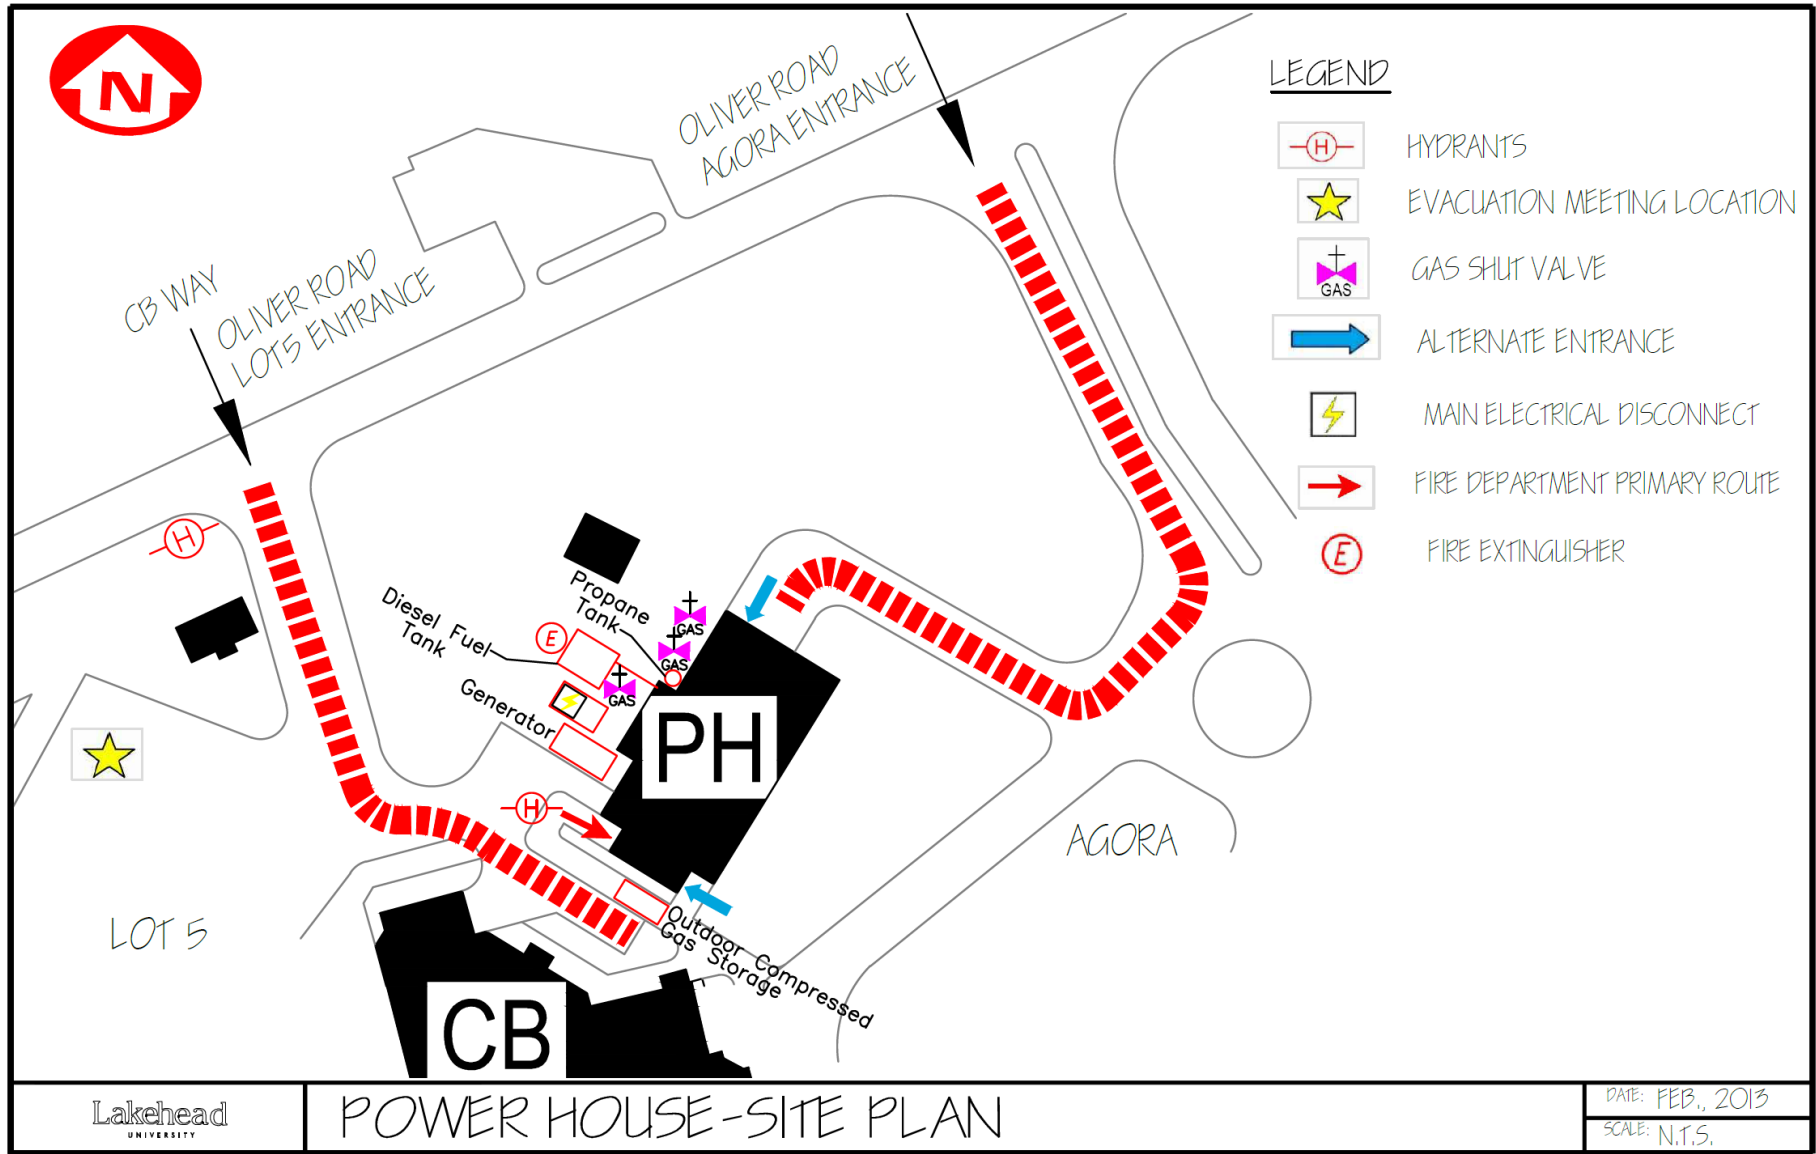 N
OLIVER ROAD
AGORA ENTRANCE
CB WAY
OLIVER ROAD
LOT5 ENTRANCE
LEGEND
H HYDRANTS
EVACUATION MEETING LOCATION
GAS GAS SHUT VALVE
ALTERNATE ENTRANCE
MAIN ELECTRICAL DISCONNECT
FIRE DEPARTMENT PRIMARY ROUTE
E FIRE EXTINGUISHER
H
Propane
Tank
Diesel Fuel
Tank
E
GAS
GAS
GAS
Generator
PH
H
AGORA
LOT 5
Outdoor Compressed
Gas Storage
CB
Lakehead
UNIVERSITY
POWER HOUSE-SITE PLAN
DATE: FEB., 2013
SCALE: N.T.S.